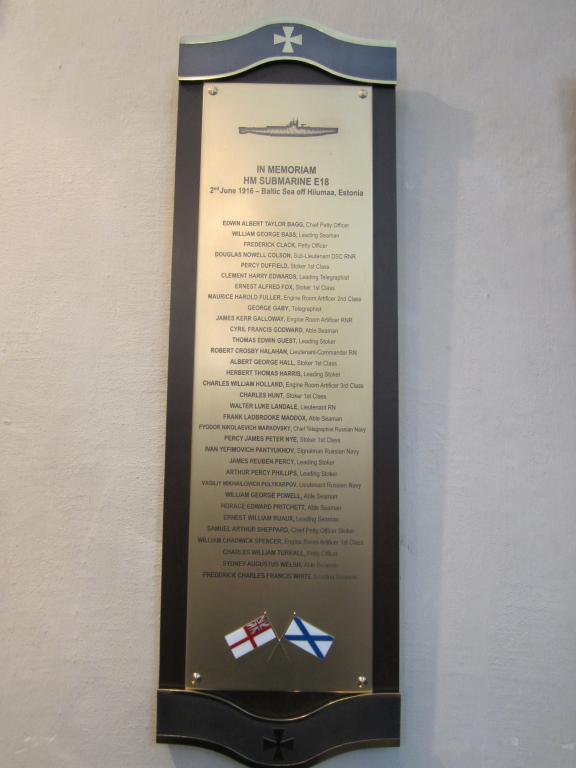 IN MEMORIAM
HM SUBMARINE E18
2nd June 1916 – Baltic Sea off Hiiumaa, Estonia
EDWIN ALBERT TAYLOR BAGG, Chief Petty Officer
WILLIAM GEORGE BASS, Leading Seaman
FREDERICK CLACK, Petty Officer
DOUGLAS NOWELL COLSON, Sub-Lieutenant DSC RNR
PERCY DUFFIELD, Stoker 1st Class
CLEMENT HARRY EDWARDS, Leading Telegraphist
ERNEST ALFRED FOX, Stoker 1st Class
MAURICE HAROLD FULLER, Engine Room Artificer 2nd Class
GEORGE GABY, Telegraphist
JAMES KERR GALLOWAY, Engine Room Artificer RNR
CYRIL FRANCIS GODWARD, Able Seaman
THOMAS EDWIN GUEST, Leading Stoker
ROBERT CROSBY HALAHAN, Lieutenant-Commander RN
ALBERT GEORGE HALL, Stoker 1st Class
HERBERT THOMAS HARRIS, Leading Stoker
CHARLES WILLIAM HOLLAND, Engine Room Artificer 3rd Class
CHARLES HUNT, Stoker 1st Class
WALTER LUKE LANDALE, Lieutenant RN
FRANK LADBROOKE MADDOX, Able Seaman
FYODOR NIKOLAEVICH MARKOVSKY, Chief Telegraphist Russian Navy
PERCY JAMES PETER NYE, Stoker 1st Class
IVAN YEFIMOVICH PANTYUKHOV, Signalman Russian Navy
JAMES REUBEN PERCY, Leading Stoker
ARTHUR PERCY PHILLIPS, Leading Stoker
VASILIY MIKHAILOVICH POLYKARPOV, Lieutenant Russian Navy
WILLIAM GEORGE POWELL, Able Seaman
HORACE EDWARD PRITCHETT, Able Seaman
ERNEST WILLIAM RUAUX, Leading Seaman
SAMUEL ARTHUR SHEPPARD, Chief Petty Officer Stoker
WILLIAM CHADWICK SPENCER, Engine Room Artificer 1st Class
CHARLES WILLIAM TURRALL, Petty Officer
SYDNEY AUGUSTUS WELSH, Able Seaman
FREDERICK CHARLES FRANCIS WHITE, Leading Seaman